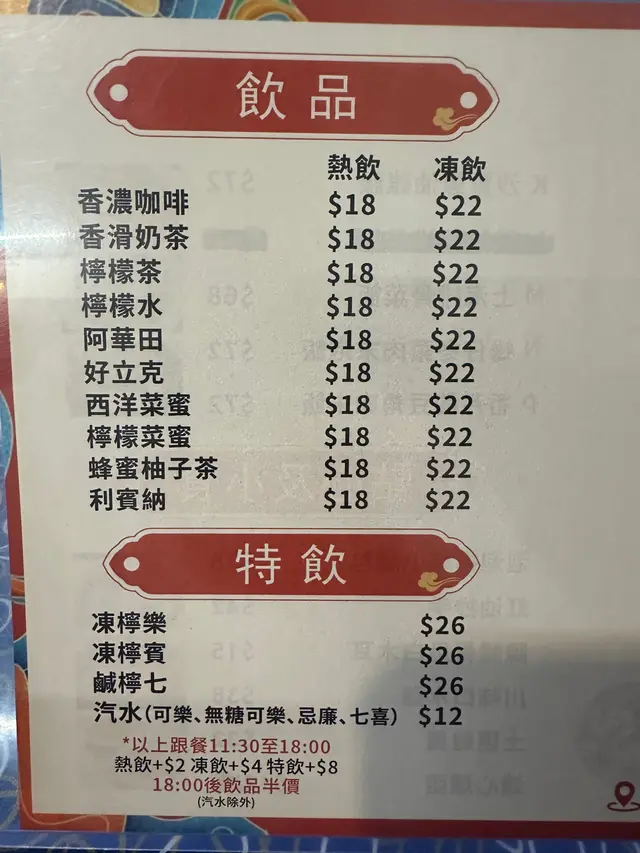 飲品
熱飲 凍飲
香濃咖啡 $18 $22
香滑奶茶 $18 $22
檸檬茶 $18 $22
檸檬水 $18 $22
阿華田 $18 $22
好立克 $18 $22
西洋菜蜜 $18 $22
檸檬菜蜜 $18 $22
蜂蜜柚子茶 $18 $22
利賓納 $18 $22
特飲
凍檸樂 $26
凍檸賓 $26
鹹檸七 $26
汽水(可樂、無糖可樂、忌廉、七喜) $12
*以上跟餐11:30至18:00
熱飲+$2 凍飲+$4 特飲+$8
18:00後飲品半價
(汽水除外)